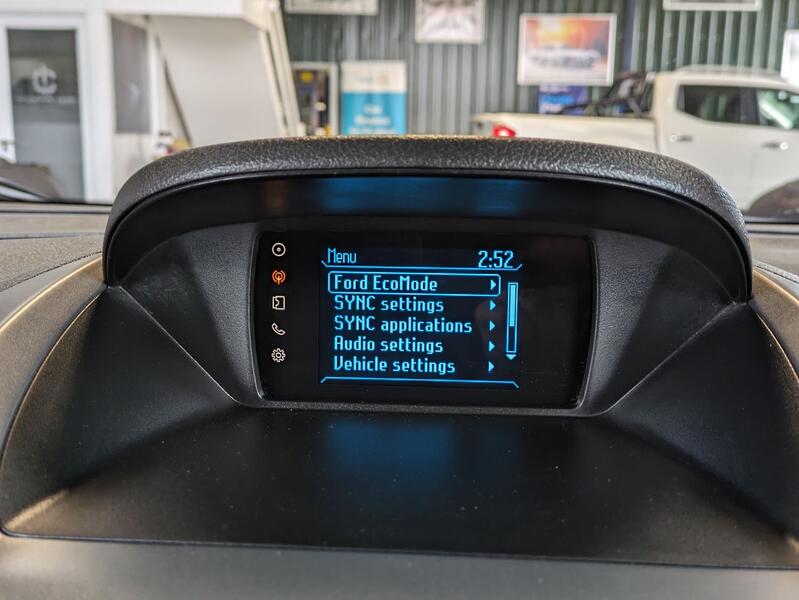 Menu 2:52
Ford EcoMode
SYNC settings
SYNC applications
Audio settings
Vehicle settings